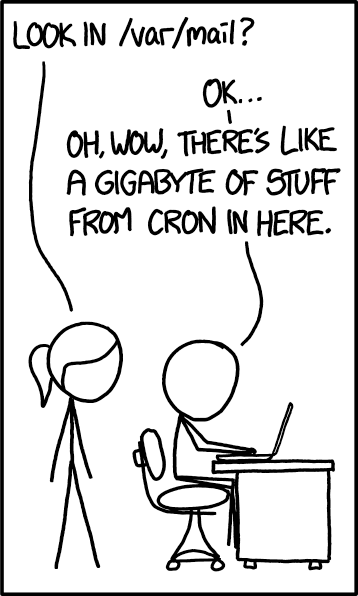 LOOK IN /var/mail?
OK...
OH, WOW, THERE'S LIKE
A GIGABYTE OF STUFF
FROM CRON IN HERE.